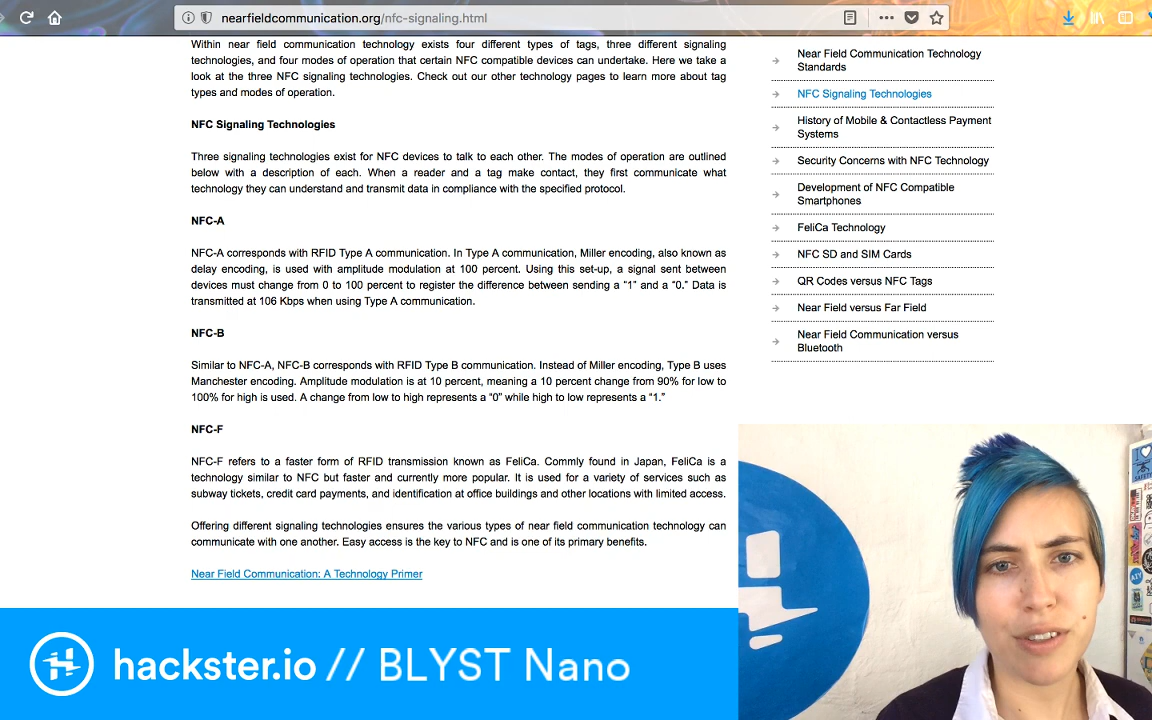 nearfieldcommunication.org/nfc-signaling.html
Within near field communication technology exists four different types of tags, three different signaling
technologies, and four modes of operation that certain NFC compatible devices can undertake. Here we take a
look at the three NFC signaling technologies. Check out our other technology pages to learn more about tag
types and modes of operation.
NFC Signaling Technologies
Three signaling technologies exist for NFC devices to talk to each other. The modes of operation are outlined
below with a description of each. When a reader and a tag make contact, they first communicate what
technology they can understand and transmit data in compliance with the specified protocol.
NFC-A
NFC-A corresponds with RFID Type A communication. In Type A communication, Miller encoding, also known as
delay encoding, is used with amplitude modulation at 100 percent. Using this set-up, a signal sent between
devices must change from 0 to 100 percent to register the difference between sending a “1” and a “0.” Data is
transmitted at 106 Kbps when using Type A communication.
NFC-B
Similar to NFC-A, NFC-B corresponds with RFID Type B communication. Instead of Miller encoding, Type B uses
Manchester encoding. Amplitude modulation is at 10 percent, meaning a 10 percent change from 90% for low to
100% for high is used. A change from low to high represents a “0” while high to low represents a “1.”
NFC-F
NFC-F refers to a faster form of RFID transmission known as FeliCa. Commly found in Japan, FeliCa is a
technology similar to NFC but faster and currently more popular. It is used for a variety of services such as
subway tickets, credit card payments, and identification at office buildings and other locations with limited access.
Offering different signaling technologies ensures the various types of near field communication technology can
communicate with one another. Easy access is the key to NFC and is one of its primary benefits.
Near Field Communication: A Technology Primer
Near Field Communication Technology
Standards
NFC Signaling Technologies
History of Mobile & Contactless Payment
Systems
Security Concerns with NFC Technology
Development of NFC Compatible
Smartphones
FeliCa Technology
NFC SD and SIM Cards
QR Codes versus NFC Tags
Near Field versus Far Field
Near Field Communication versus
Bluetooth
hackster.io // BLYST Nano